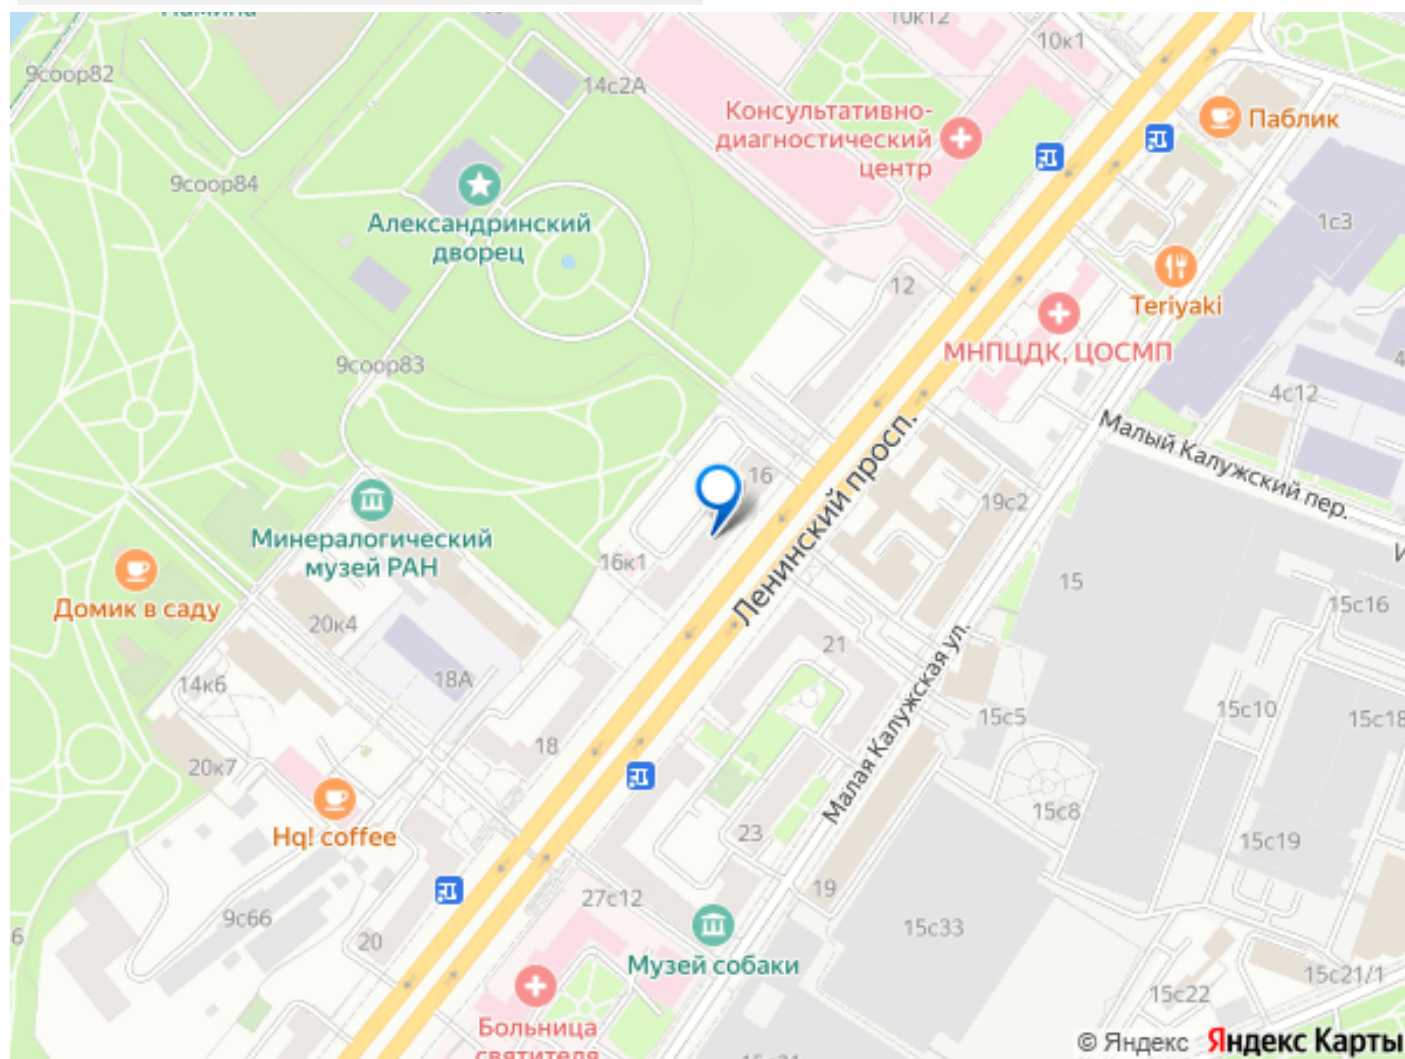 10к12
10к1
9соор82
14с2А
Консультативно-
диагностический
центр
Паблик
9соор84
Александринский
дворец
1с3
12
Teriyaki
МНПЦДК, ЦОСМП
9соор83
4с12
Малый Калужский пер.
Ленинский просп.
16
19с2
Минералогический
музей РАН
16к1
15
Домик в саду
20к4
15с16
21
Малая Калужская ул.
14к6
18А
15с5
15с10
15с18
18
20к7
Hq! coffee
23
15с8
15с19
27с12
19
9с66
6
20
Музей собаки
15с33
15с21/1
15с22
Больница
святителя
© Яндекс Яндекс Карты